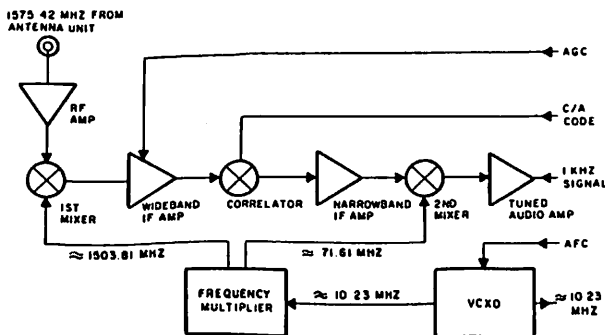 1575.42 MHZ FROM
ANTENNA UNIT
AGC
RF
AMP
C/A
CODE
1ST
MIXER
WIDEBAND
IF AMP
CORRELATOR
NARROWBAND
IF AMP
2ND
MIXER
TUNED
AUDIO AMP
1 KHZ
SIGNAL
≈ 1503.81 MHZ
≈ 71.61 MHZ
AFC
FREQUENCY
MULTIPLIER
≈ 10.23 MHZ
VCXO
≈ 10.23
MHZ